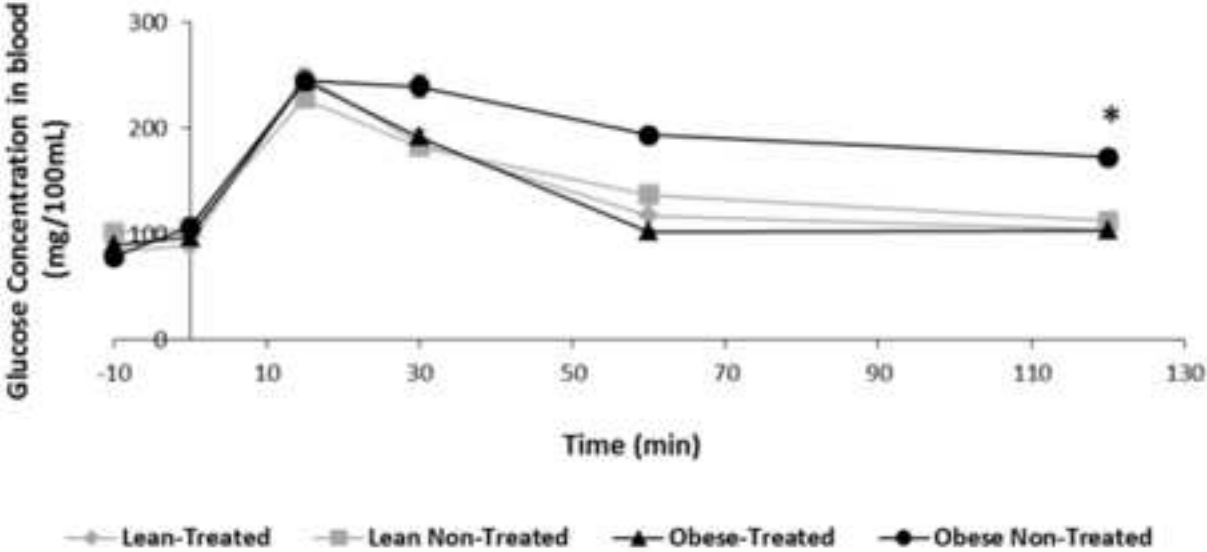 Glucose Concentration in blood
(mg/100mL)
300
200
100
0
*
-10 10 30 50 70 90 110 130
Time (min)
Lean-Treated Lean Non-Treated Obese-Treated Obese Non-Treated